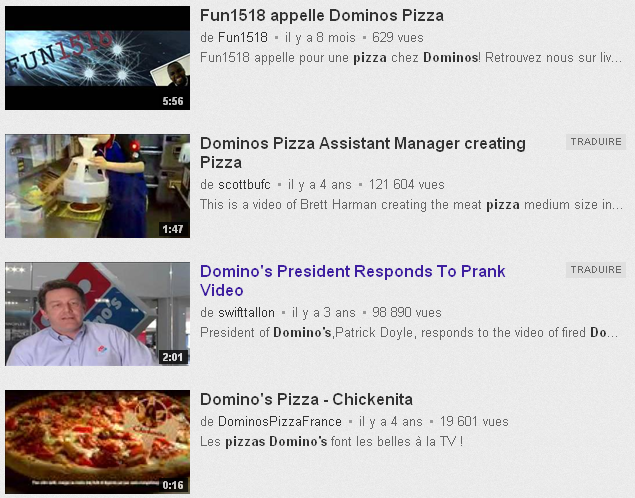 FUN1518
5:56
Fun1518 appelle Dominos Pizza
de Fun1518 • il y a 8 mois • 629 vues
Fun1518 appelle pour une pizza chez Dominos! Retrouvez nous sur liv...
1:47
Dominos Pizza Assistant Manager creating
Pizza
TRADUIRE
de scottbufc • il y a 4 ans • 121 604 vues
This is a video of Brett Harman creating the meat pizza medium size in...
2:01
Domino's President Responds To Prank
Video
TRADUIRE
de swifttallon • il y a 3 ans • 98 890 vues
President of Domino's,Patrick Doyle, responds to the video of fired Do...
0:16
Domino's Pizza - Chickenita
de DominosPizzaFrance • il y a 4 ans • 19 601 vues
Les pizzas Domino's font les belles à la TV !